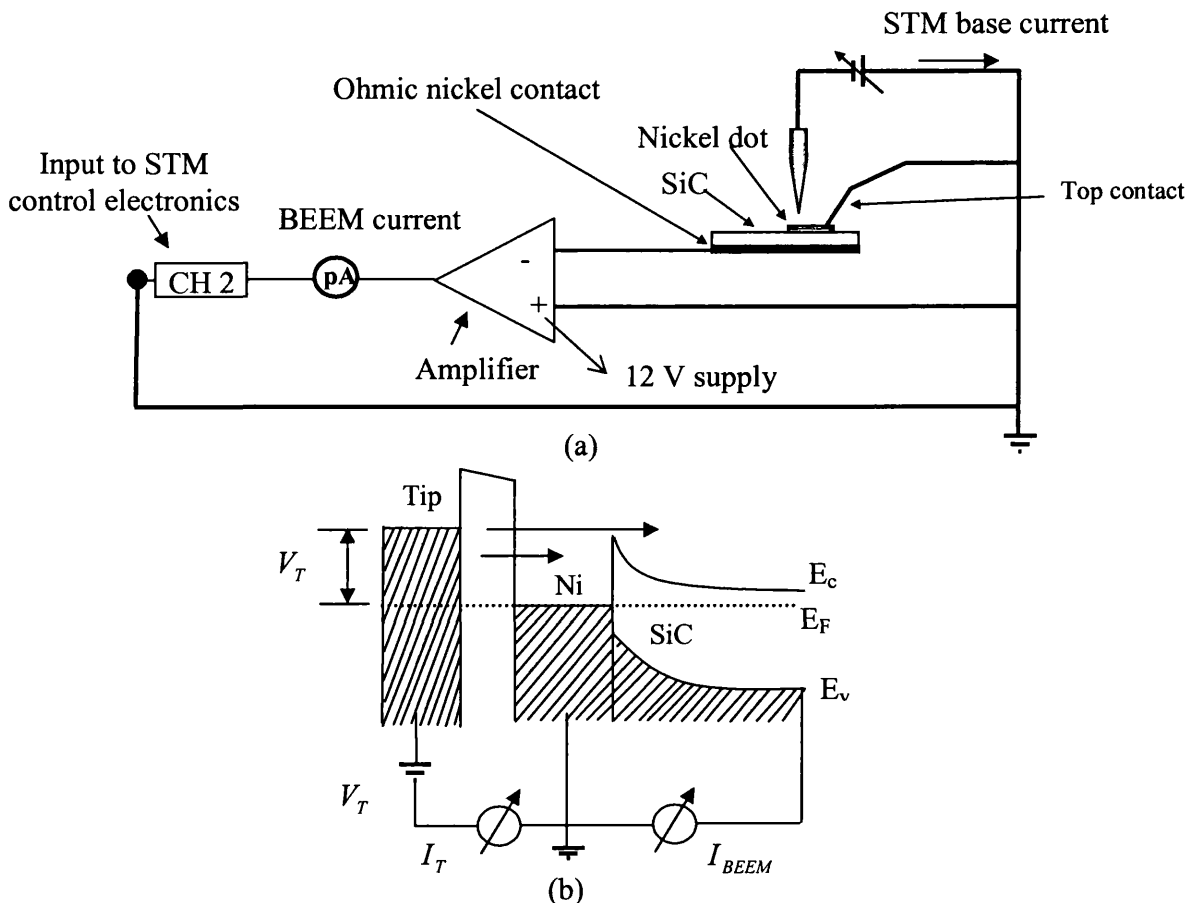 STM base current
Ohmic nickel contact
Nickel dot
SiC
Input to STM
control electronics
Top contact
BEEM current
CH 2
pA
-
+
Amplifier
12 V supply
(a)
Tip
V_T
Ni
E_c
E_F
SiC
E_v
V_T
I_T
I_BEEM
(b)